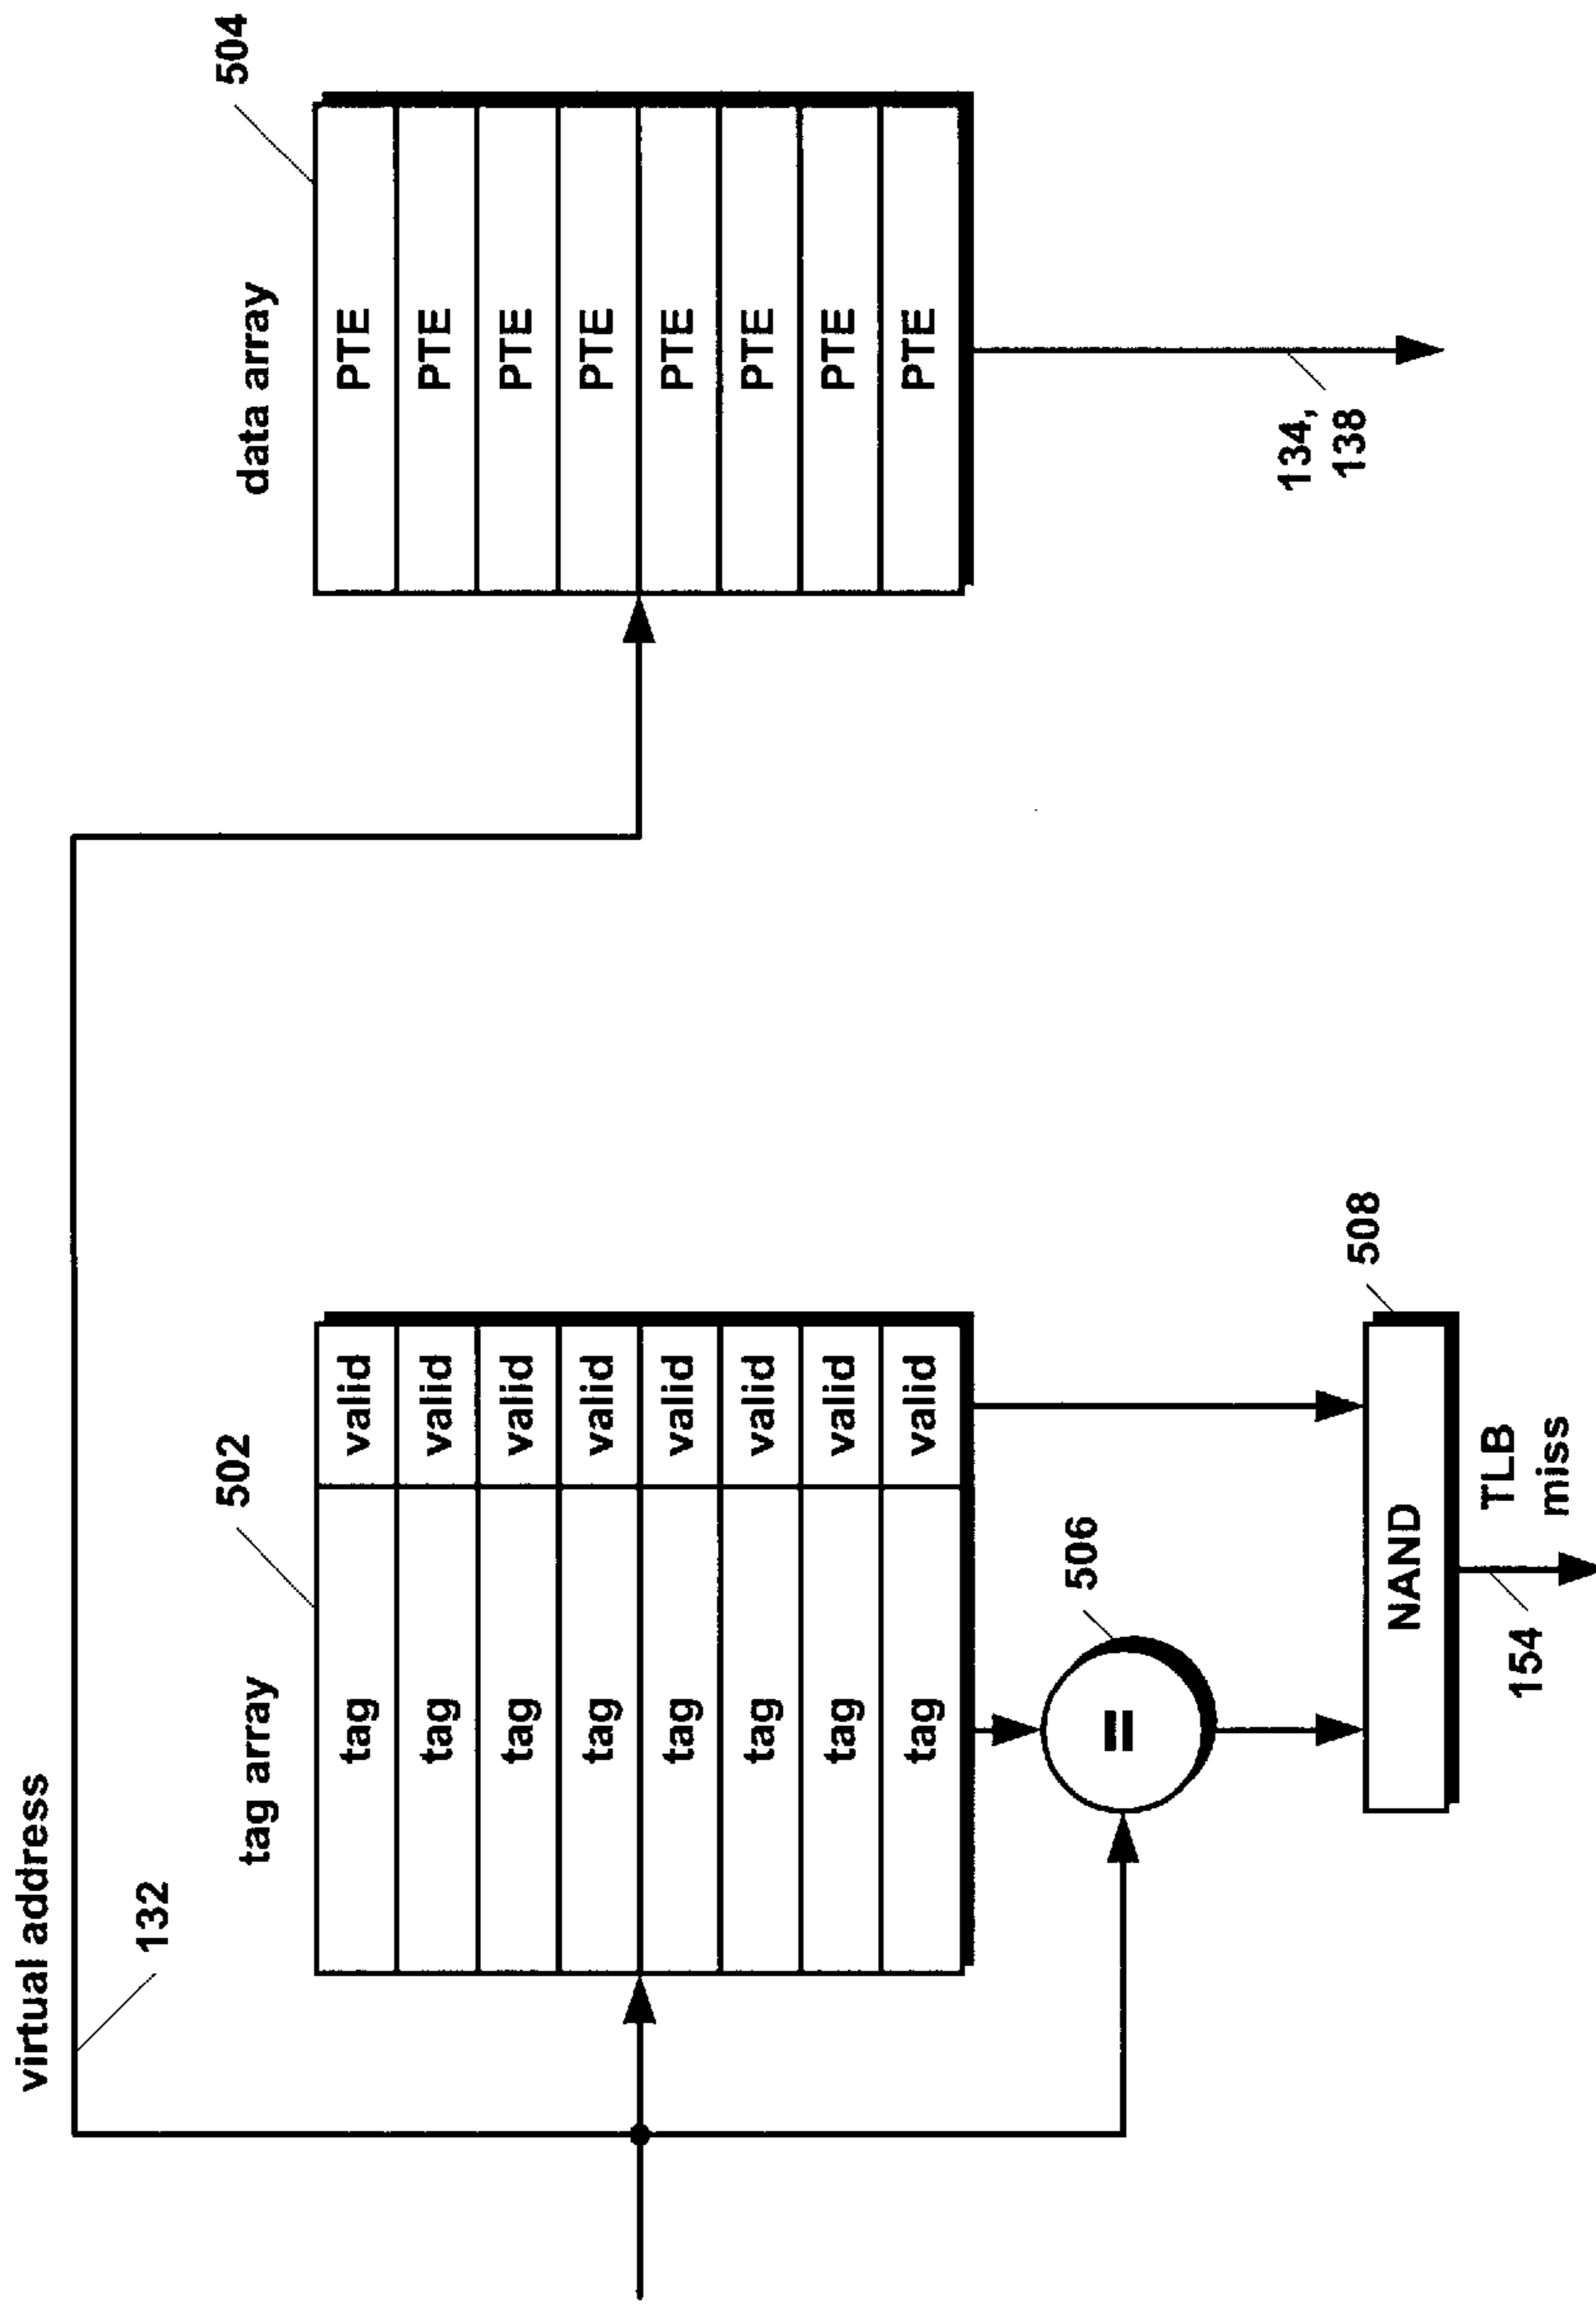 virtual address
132
502
504
tag array
data array
tag valid PTE
tag valid PTE
tag valid PTE
tag valid PTE
tag valid PTE
tag valid PTE
tag valid PTE
tag valid PTE
506
=
134,
138
508
NAND
154
TLB
miss